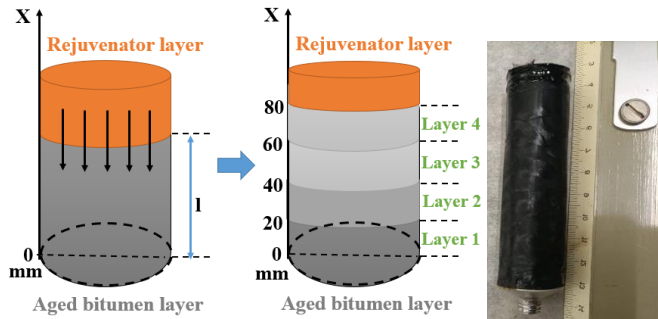 X
Rejuvenator layer
l
0
mm
Aged bitumen layer
X
Rejuvenator layer
80
60
40
20
0
mm
Layer 4
Layer 3
Layer 2
Layer 1
Aged bitumen layer